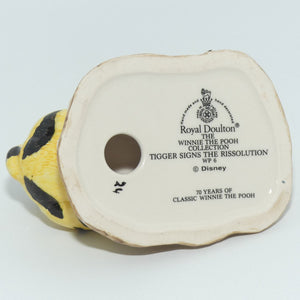 Royal Doulton®
THE
WINNIE THE POOH
COLLECTION
TIGGER SIGNS THE RISSOLUTION
WP 6
© Disney
70 YEARS OF
CLASSIC WINNIE THE POOH